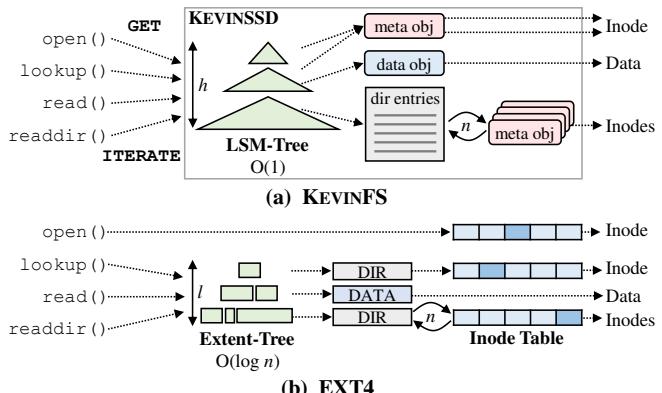 GET
KEVINSSD
open()
lookup()
read()
readdir()
ITERATE
h
LSM-Tree
O(1)
meta obj
data obj
dir entries
n
meta obj
Inode
Data
Inodes
(a) KEVINFS
open()
lookup()
read()
readdir()
l
Extent-Tree
O(log n)
DIR
DATA
DIR
n
Inode Table
Inode
Inode
Data
Inodes
(b) EXT4